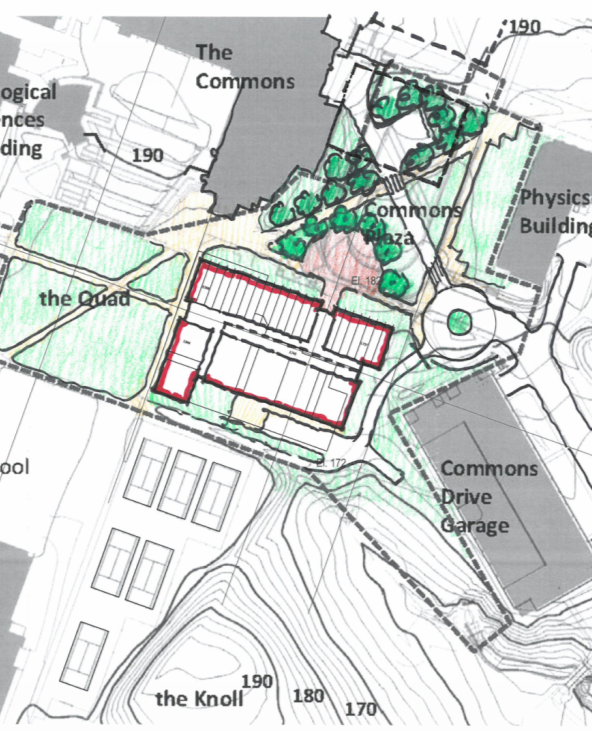 190
The
Commons
ogical
nces
ding
190
Physics
Building
Commons
Plaza
El. 182
the Quad
El. 172
ool
Commons
Drive
Garage
190
180
the Knoll
170